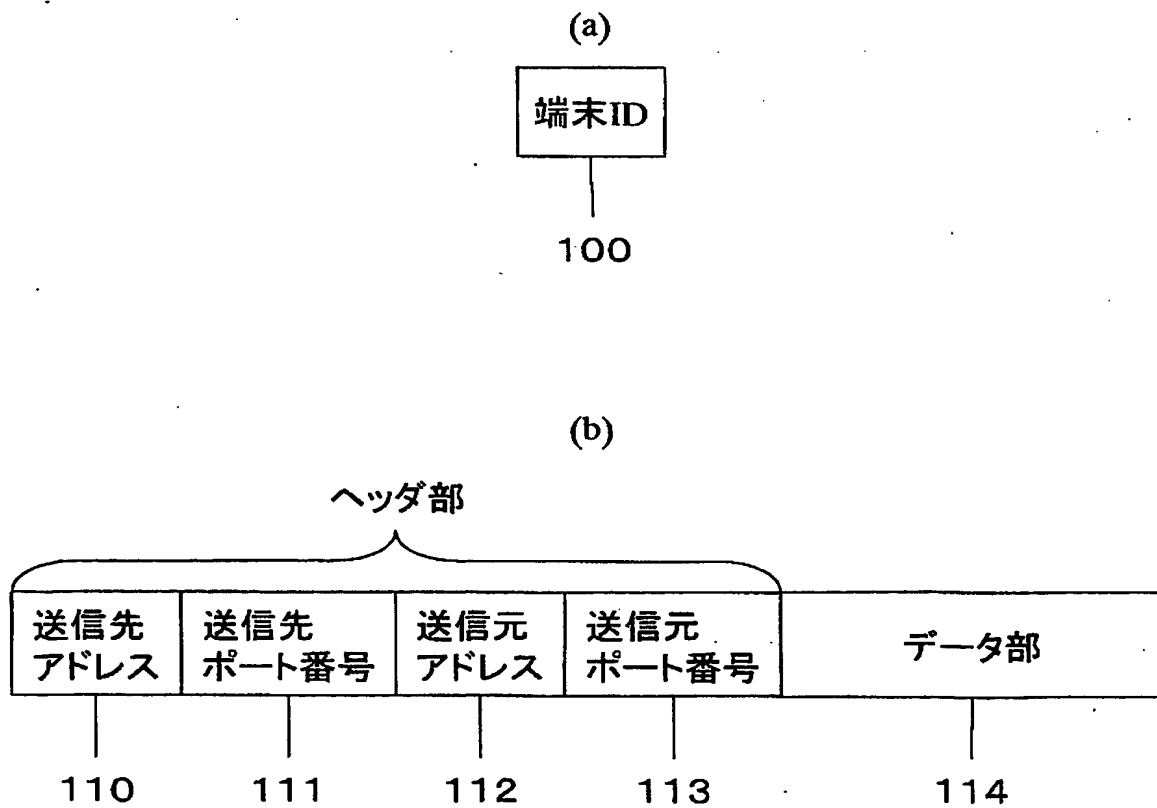 (a)
端末ID
100
(b)
ヘッダ部
送信先
アドレス
送信先
ポート番号
送信元
アドレス
送信元
ポート番号
データ部
110
111
112
113
114